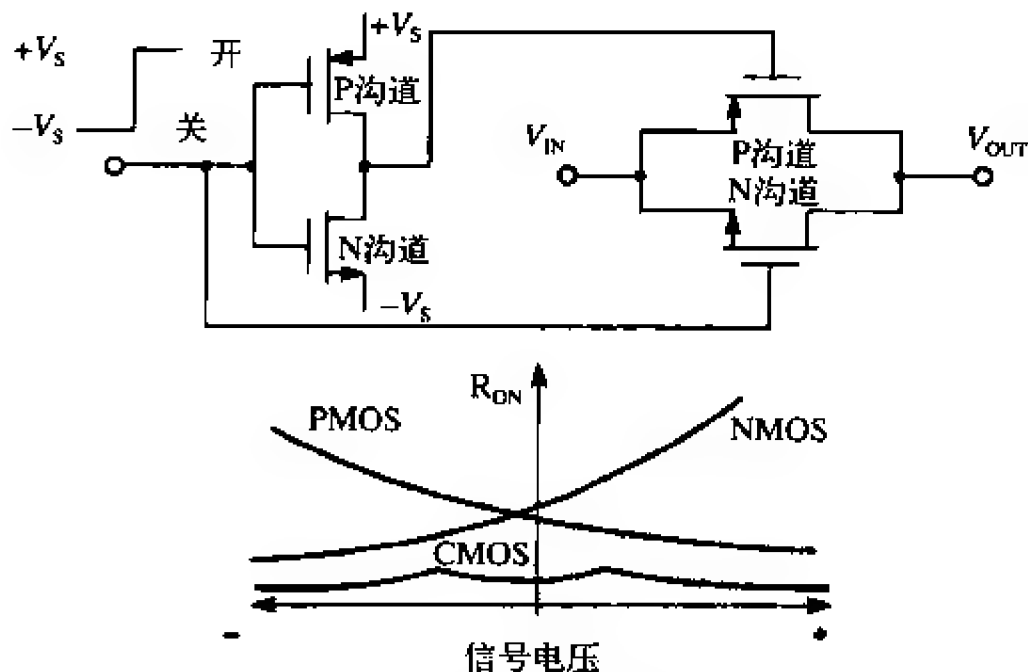 +V_S 开
-V_S 关
+V_S
P沟道
N沟道
-V_S
V_IN
P沟道
N沟道
V_OUT
R_ON
PMOS
NMOS
CMOS
- +
信号电压